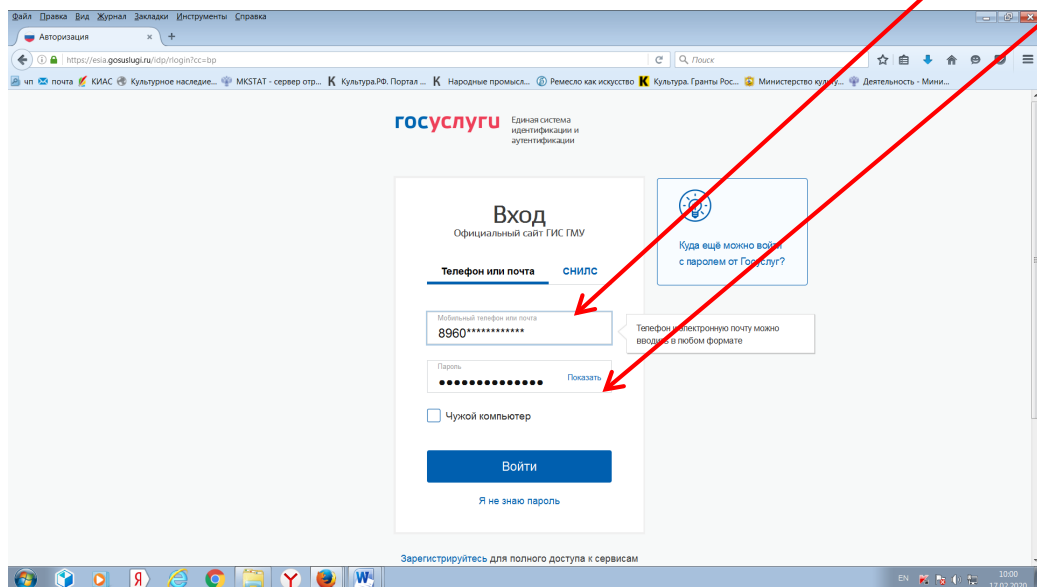 Файл Правка Вид Журнал Закладки Инструменты Справка
Авторизация × +
https://esia.gosuslugi.ru/idp/rlogin?cc=bp
Поиск
чп почта КИАС Культурное наследие... MKSTAT - сервер отр... Культура.РФ. Портал ... Народные промысл... Ремесло как искусство Культура. Гранты Рос... Министерство культу... Деятельность - Мини...
госуслуги
Единая система
идентификации и
аутентификации
Вход
Официальный сайт ГИС ГМУ
Телефон или почта СНИЛС
Мобильный телефон или почта
8960************
Телефон и электронную почту можно
вводить в любом формате
Пароль
●●●●●●●●●●●●●● Показать
Чужой компьютер
Войти
Я не знаю пароль
Куда ещё можно войти
с паролем от Госуслуг?
Зарегистрируйтесь для полного доступа к сервисам
EN
10:00
17.02.2020